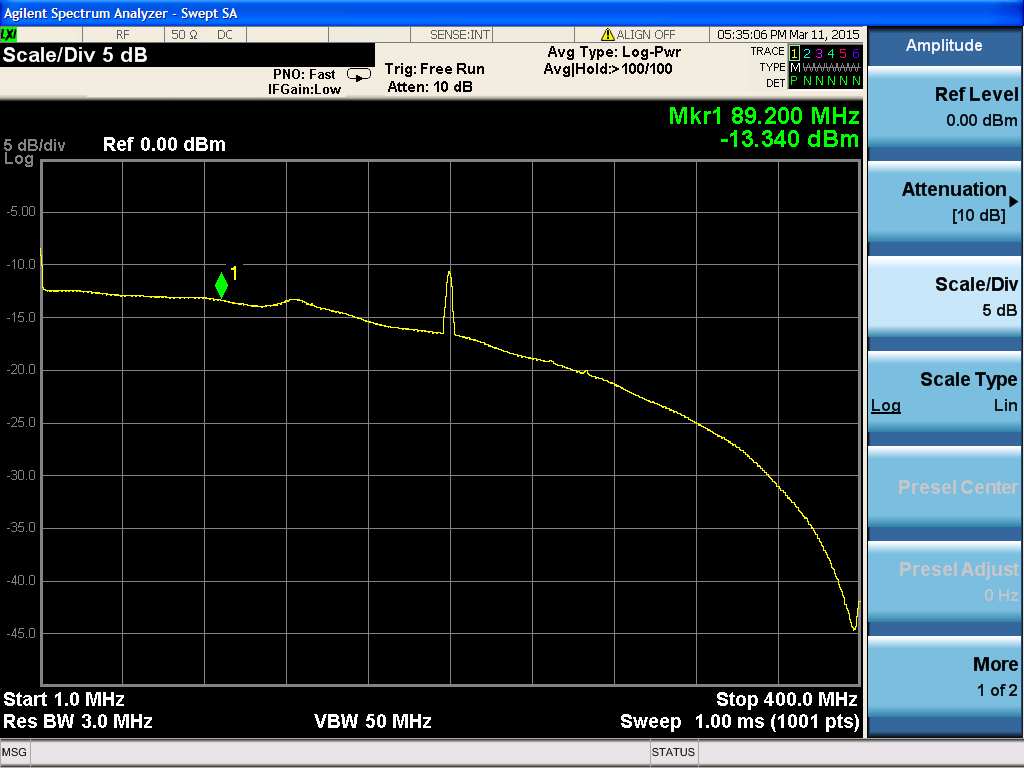 Agilent Spectrum Analyzer - Swept SA
LXI RF 50 Ω DC SENSE:INT ALIGN OFF 05:35:06 PM Mar 11, 2015
Scale/Div 5 dB
PNO: Fast
IFGain:Low
Trig: Free Run
Atten: 10 dB
Avg Type: Log-Pwr
Avg|Hold:>100/100
TRACE 1 2 3 4 5 6
TYPE M W W W W W
DET P N N N N N
Mkr1 89.200 MHz
-13.340 dBm
5 dB/div
Log
Ref 0.00 dBm
-5.00
-10.0
1
-15.0
-20.0
-25.0
-30.0
-35.0
-40.0
-45.0
Start 1.0 MHz
Stop 400.0 MHz
Res BW 3.0 MHz
VBW 50 MHz
Sweep 1.00 ms (1001 pts)
MSG
STATUS
Amplitude
Ref Level
0.00 dBm
Attenuation
[10 dB]
Scale/Div
5 dB
Scale Type
Log Lin
Presel Center
Presel Adjust
0 Hz
More
1 of 2